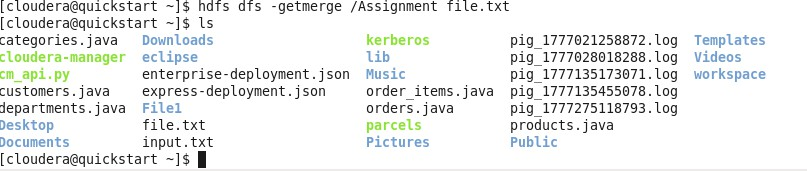 [cloudera@quickstart ~]$ hdfs dfs -getmerge /Assignment file.txt
[cloudera@quickstart ~]$ ls
categories.java   Downloads                   kerberos          pig_1777021258872.log  Templates
cloudera-manager  eclipse                     lib               pig_1777028018288.log  Videos
cm_api.py         enterprise-deployment.json  Music             pig_1777135173071.log  workspace
customers.java    express-deployment.json     order_items.java  pig_1777135455078.log
departments.java  File1                       orders.java       pig_1777275118793.log
Desktop           file.txt                    parcels           products.java
Documents         input.txt                   Pictures          Public
[cloudera@quickstart ~]$